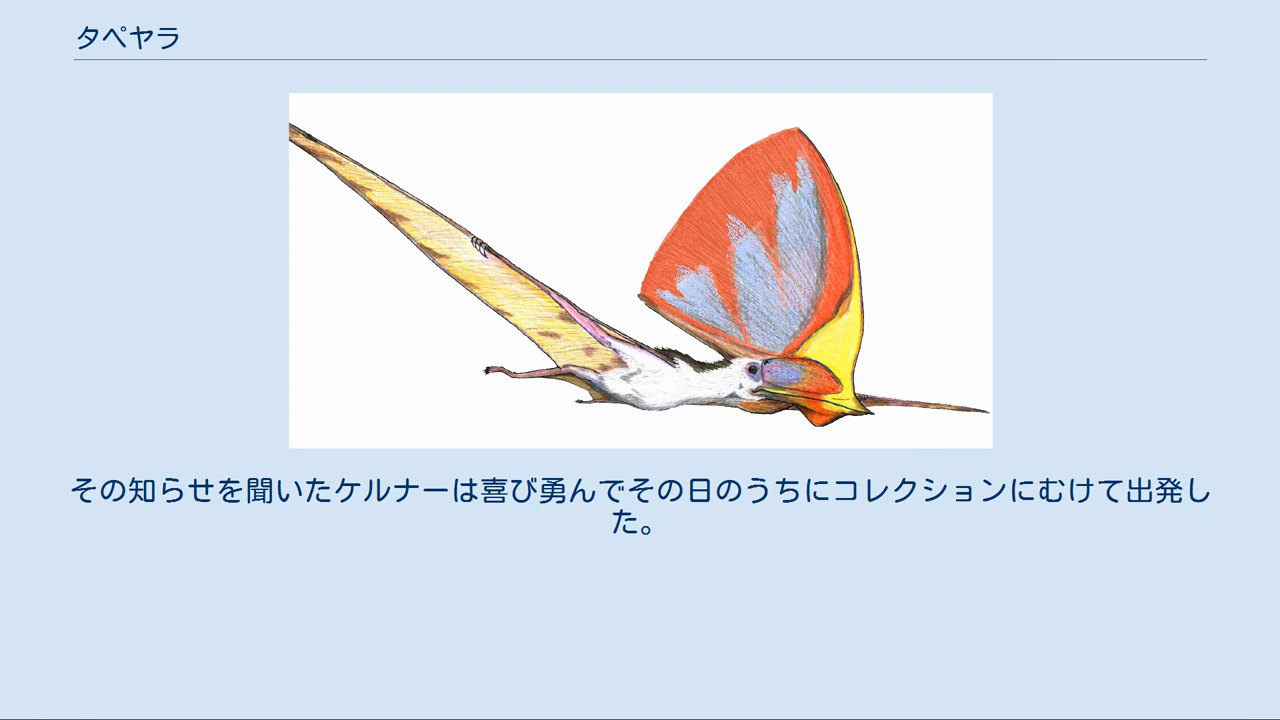 タペヤラ
その知らせを聞いたケルナーは喜び勇んでその日のうちにコレクションにむけて出発し
た。